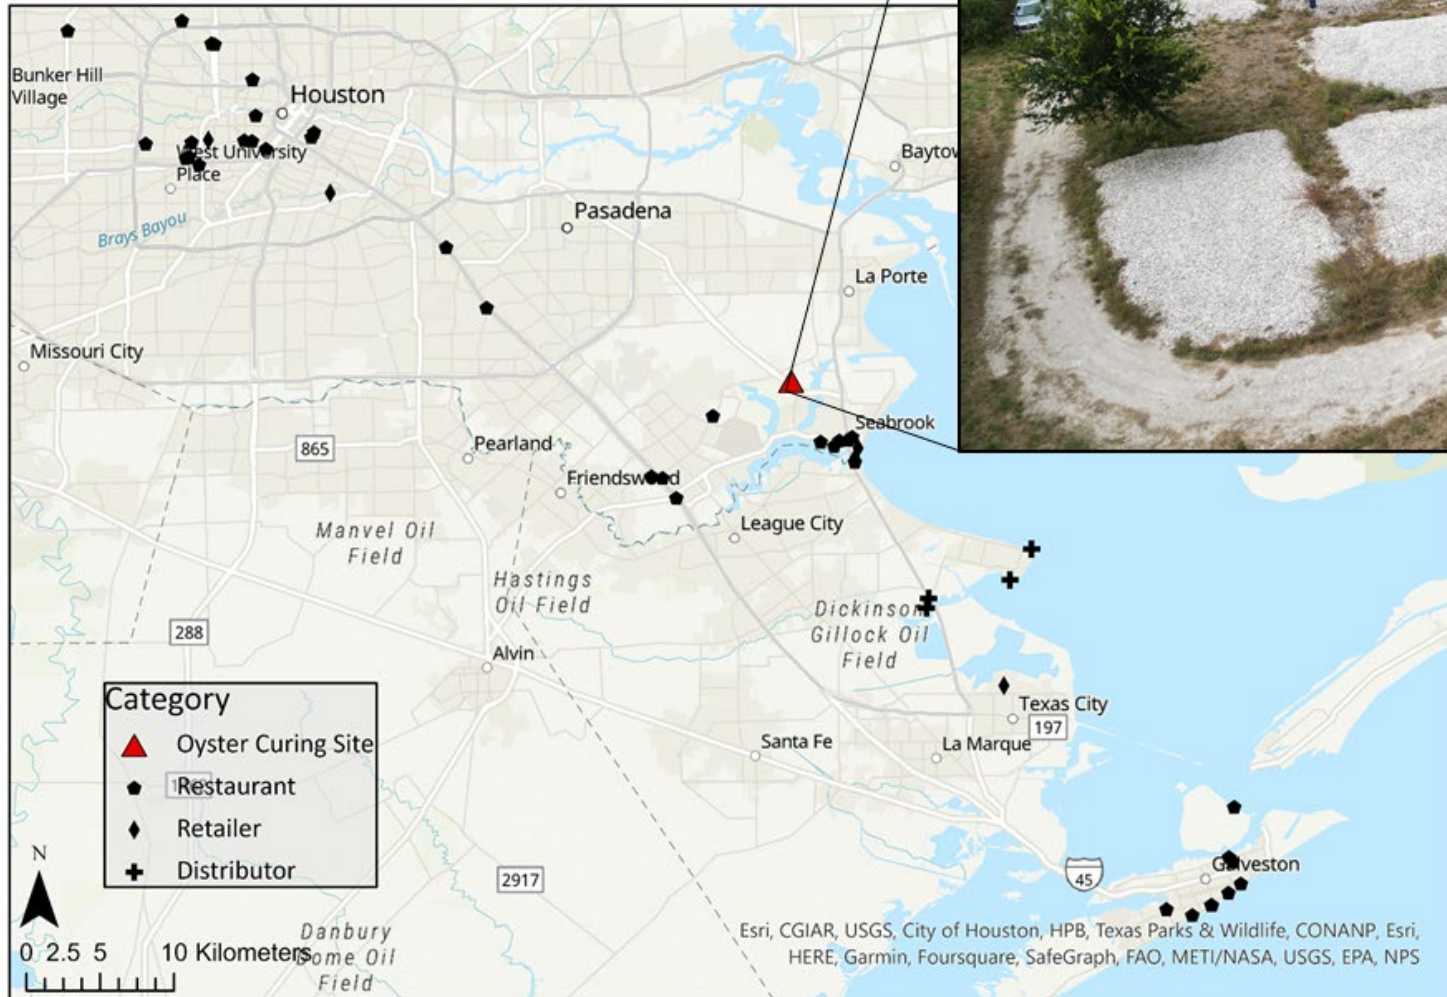 Bunker Hill
Village
Houston
West University
Place
Brays Bayou
Pasadena
La Porte
Missouri City
Seabrook
Pearland
865
Friendswood
League City
Manvel Oil
Field
Hastings
Oil Field
Dickinson
Gillock Oil
Field
288
Alvin
Texas City
197
Santa Fe
La Marque
Category
Oyster Curing Site
Restaurant
Retailer
Distributor
N
2917
45
Galveston
Danbury
Dome Oil
Field
0 2.5 5 10 Kilometers
Esri, CGIAR, USGS, City of Houston, HPB, Texas Parks & Wildlife, CONANP, Esri,
HERE, Garmin, Foursquare, SafeGraph, FAO, METI/NASA, USGS, EPA, NPS